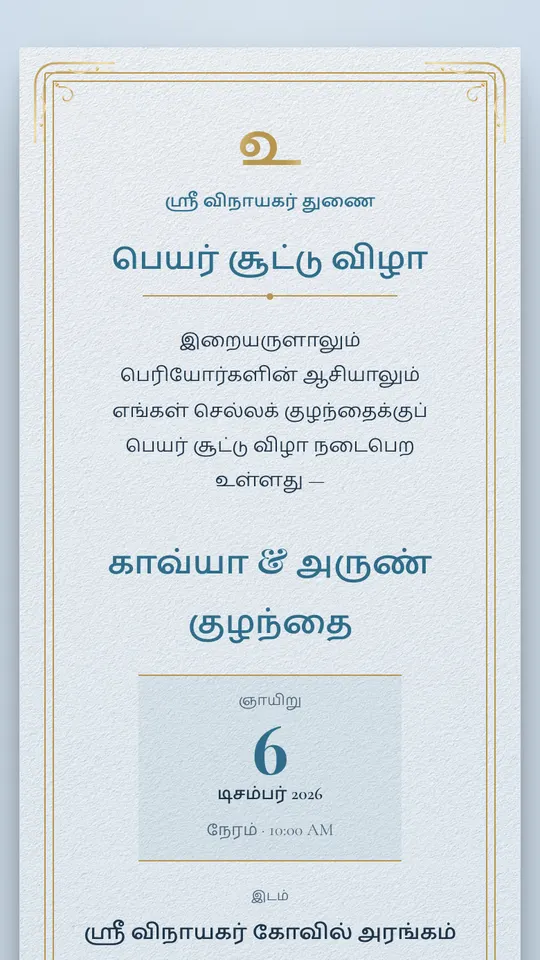 உ
ஸ்ரீ விநாயகர் துணை
பெயர் சூட்டு விழா
இறையருளாலும்
பெரியோர்களின் ஆசியாலும்
எங்கள் செல்லக் குழந்தைக்குப்
பெயர் சூட்டு விழா நடைபெற
உள்ளது —
காவ்யா & அருண்
குழந்தை
ஞாயிறு
6
டிசம்பர் 2026
நேரம் · 10:00 AM
இடம்
ஸ்ரீ விநாயகர் கோவில் அரங்கம்